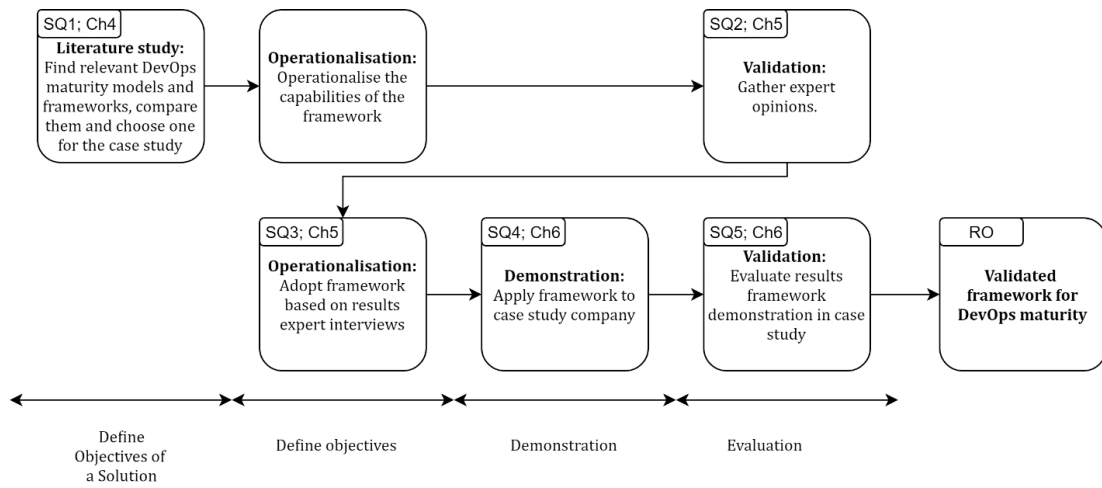 SQ1; Ch4
Literature study:
Find relevant DevOps
maturity models and
frameworks, compare
them and choose one
for the case study
Operationalisation:
Operationalise the
capabilities of the
framework
SQ2; Ch5
Validation:
Gather expert
opinions.
SQ3; Ch5
Operationalisation:
Adopt framework
based on results
expert interviews
SQ4; Ch6
Demonstration:
Apply framework to
case study company
SQ5; Ch6
Validation:
Evaluate results
framework
demonstration in case
study
RO
Validated
framework for
DevOps maturity
Define
Objectives of
a Solution
Define objectives
Demonstration
Evaluation